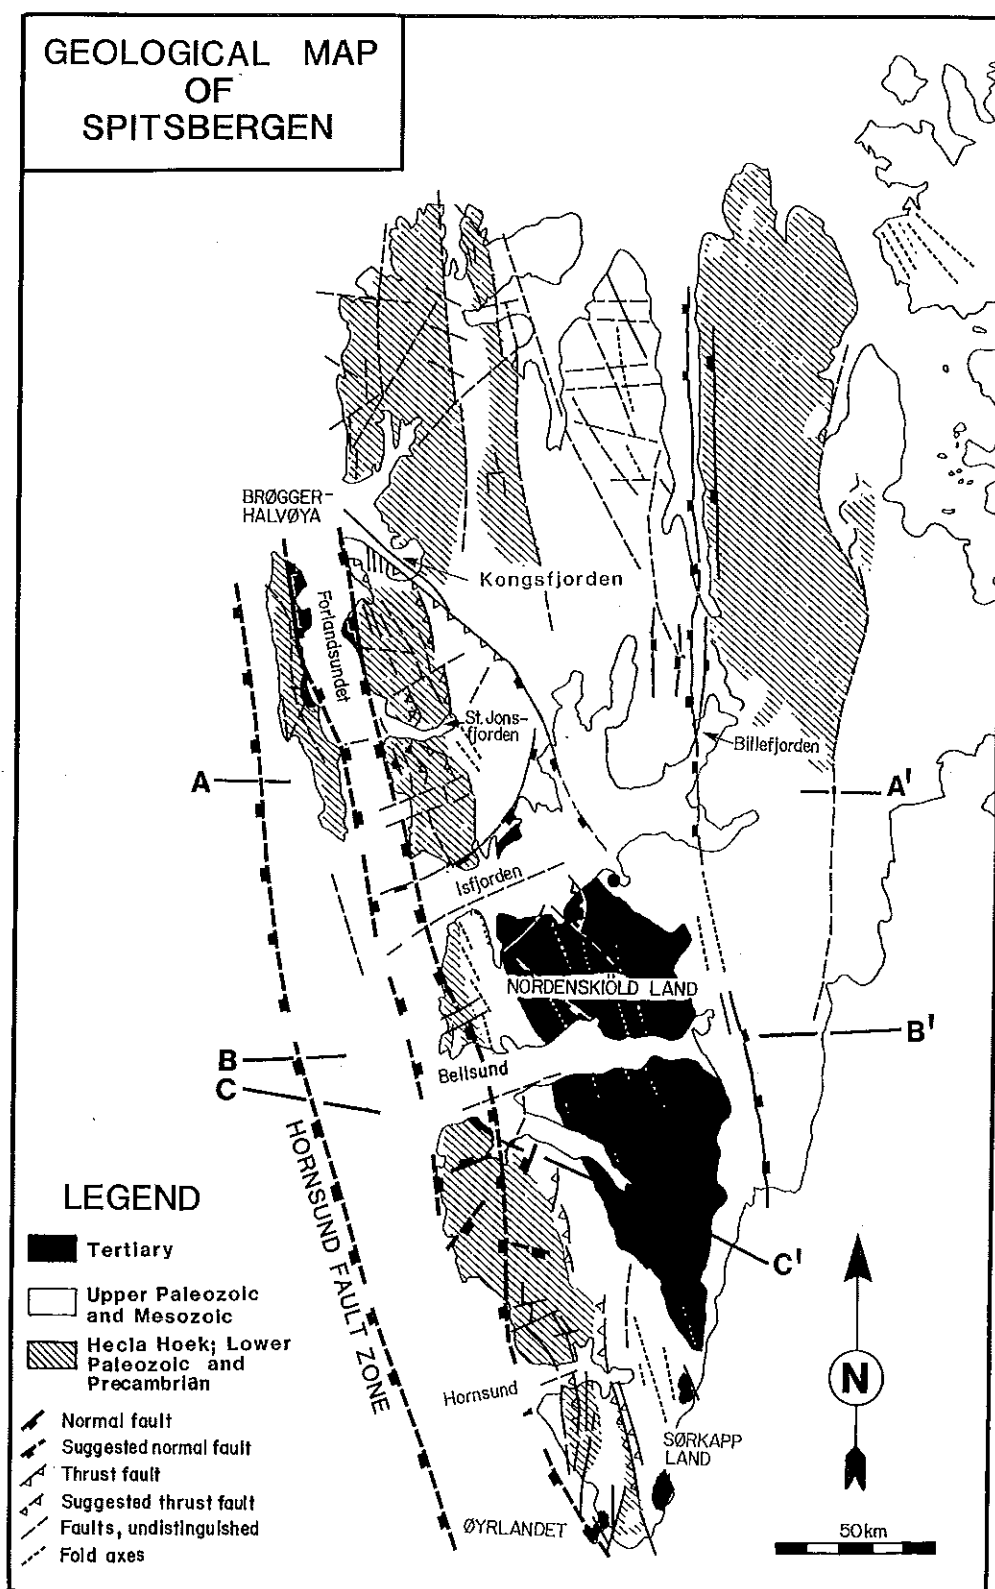 GEOLOGICAL MAP
OF
SPITSBERGEN
BRØGGER-
HALVØYA
Kongsfjorden
Forlandsundet
St. Jons-
fjorden
Billefjorden
A
A'
Isfjorden
NORDENSKIÖLD LAND
B
B'
Bellsund
C
C'
HORNSUND FAULT ZONE
Hornsund
SØRKAPP
LAND
ØYRLANDET
LEGEND
Tertiary
Upper Paleozoic
and Mesozoic
Hecla Hoek; Lower
Paleozoic and
Precambrian
Normal fault
Suggested normal fault
Thrust fault
Suggested thrust fault
Faults, undistinguished
Fold axes
N
50 km